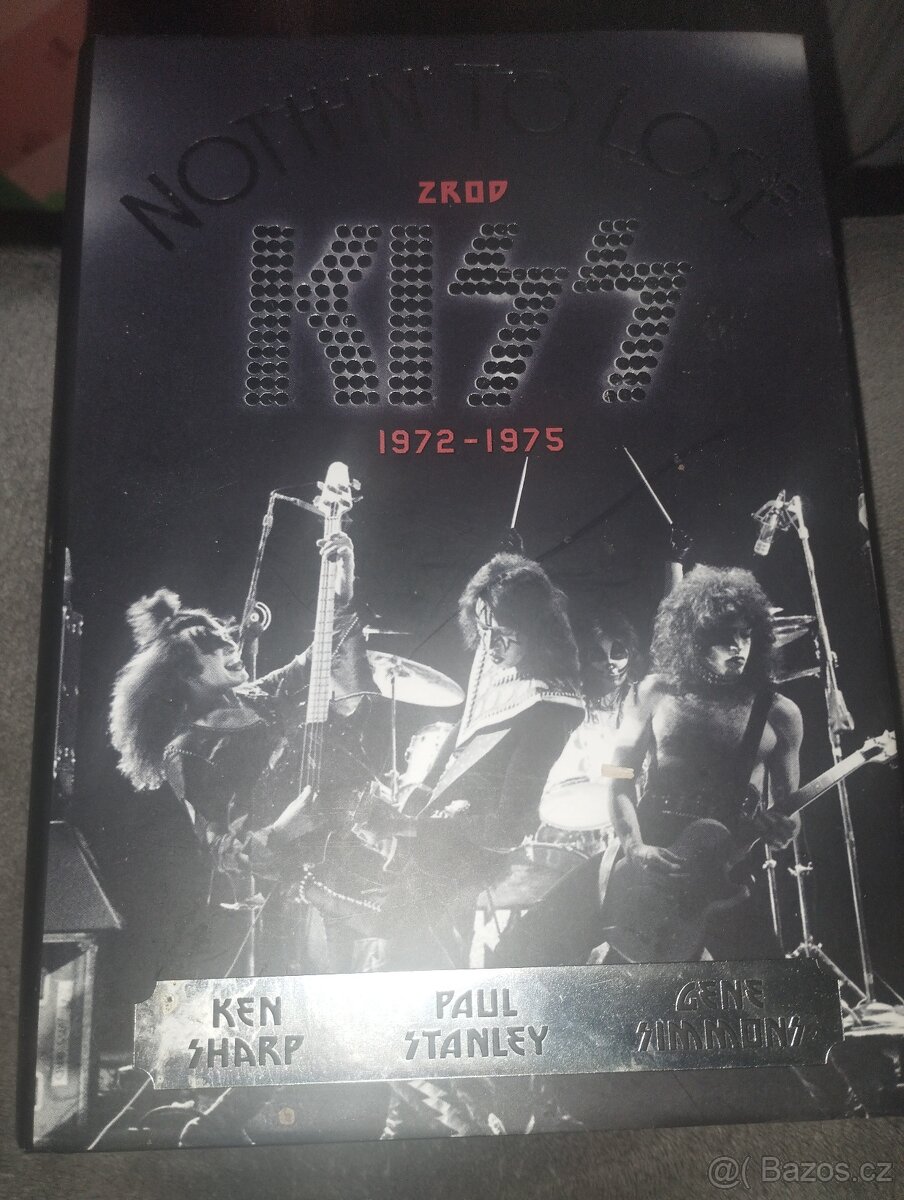 NOTHIN' TO LOSE
ZROD
KISS
1972-1975
KEN SHARP
PAUL STANLEY
GENE SIMMONS
@( Bazos.cz